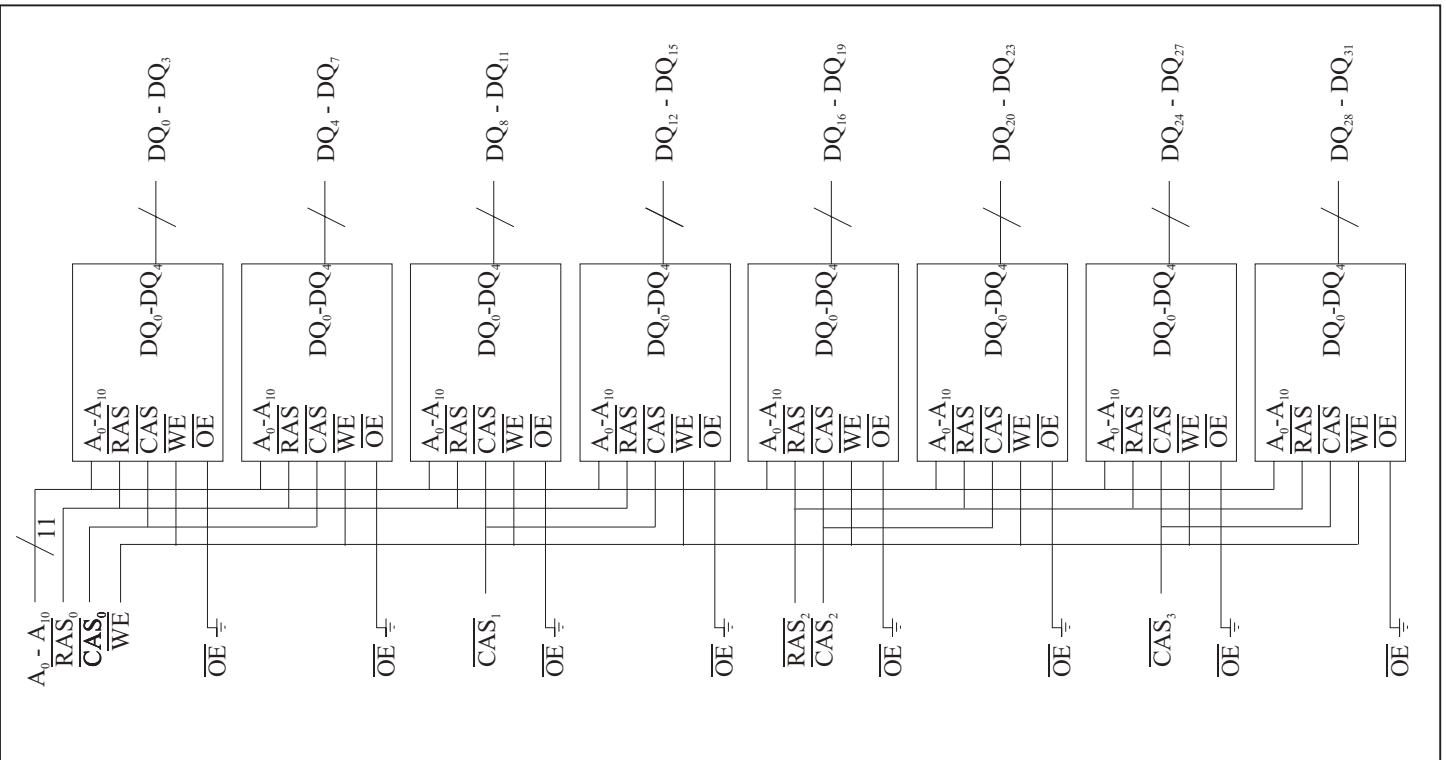 DQ₀ - DQ₃
DQ₄ - DQ₇
DQ₈ - DQ₁₁
DQ₁₂ - DQ₁₅
DQ₁₆ - DQ₁₉
DQ₂₀ - DQ₂₃
DQ₂₄ - DQ₂₇
DQ₂₈ - DQ₃₁
DQ₀-DQ₄
A₀-A₁₀
RAS
CAS
WE
OE
DQ₀-DQ₄
A₀-A₁₀
RAS
CAS
WE
OE
DQ₀-DQ₄
A₀-A₁₀
RAS
CAS
WE
OE
DQ₀-DQ₄
A₀-A₁₀
RAS
CAS
WE
OE
DQ₀-DQ₄
A₀-A₁₀
RAS
CAS
WE
OE
DQ₀-DQ₄
A₀-A₁₀
RAS
CAS
WE
OE
DQ₀-DQ₄
A₀-A₁₀
RAS
CAS
WE
OE
DQ₀-DQ₄
A₀-A₁₀
RAS
CAS
WE
OE
11
A₀ - A₁₀
RAS₀
CAS₀
WE
OE
OE
CAS₁
OE
OE
RAS₂
CAS₂
OE
OE
CAS₃
OE
OE